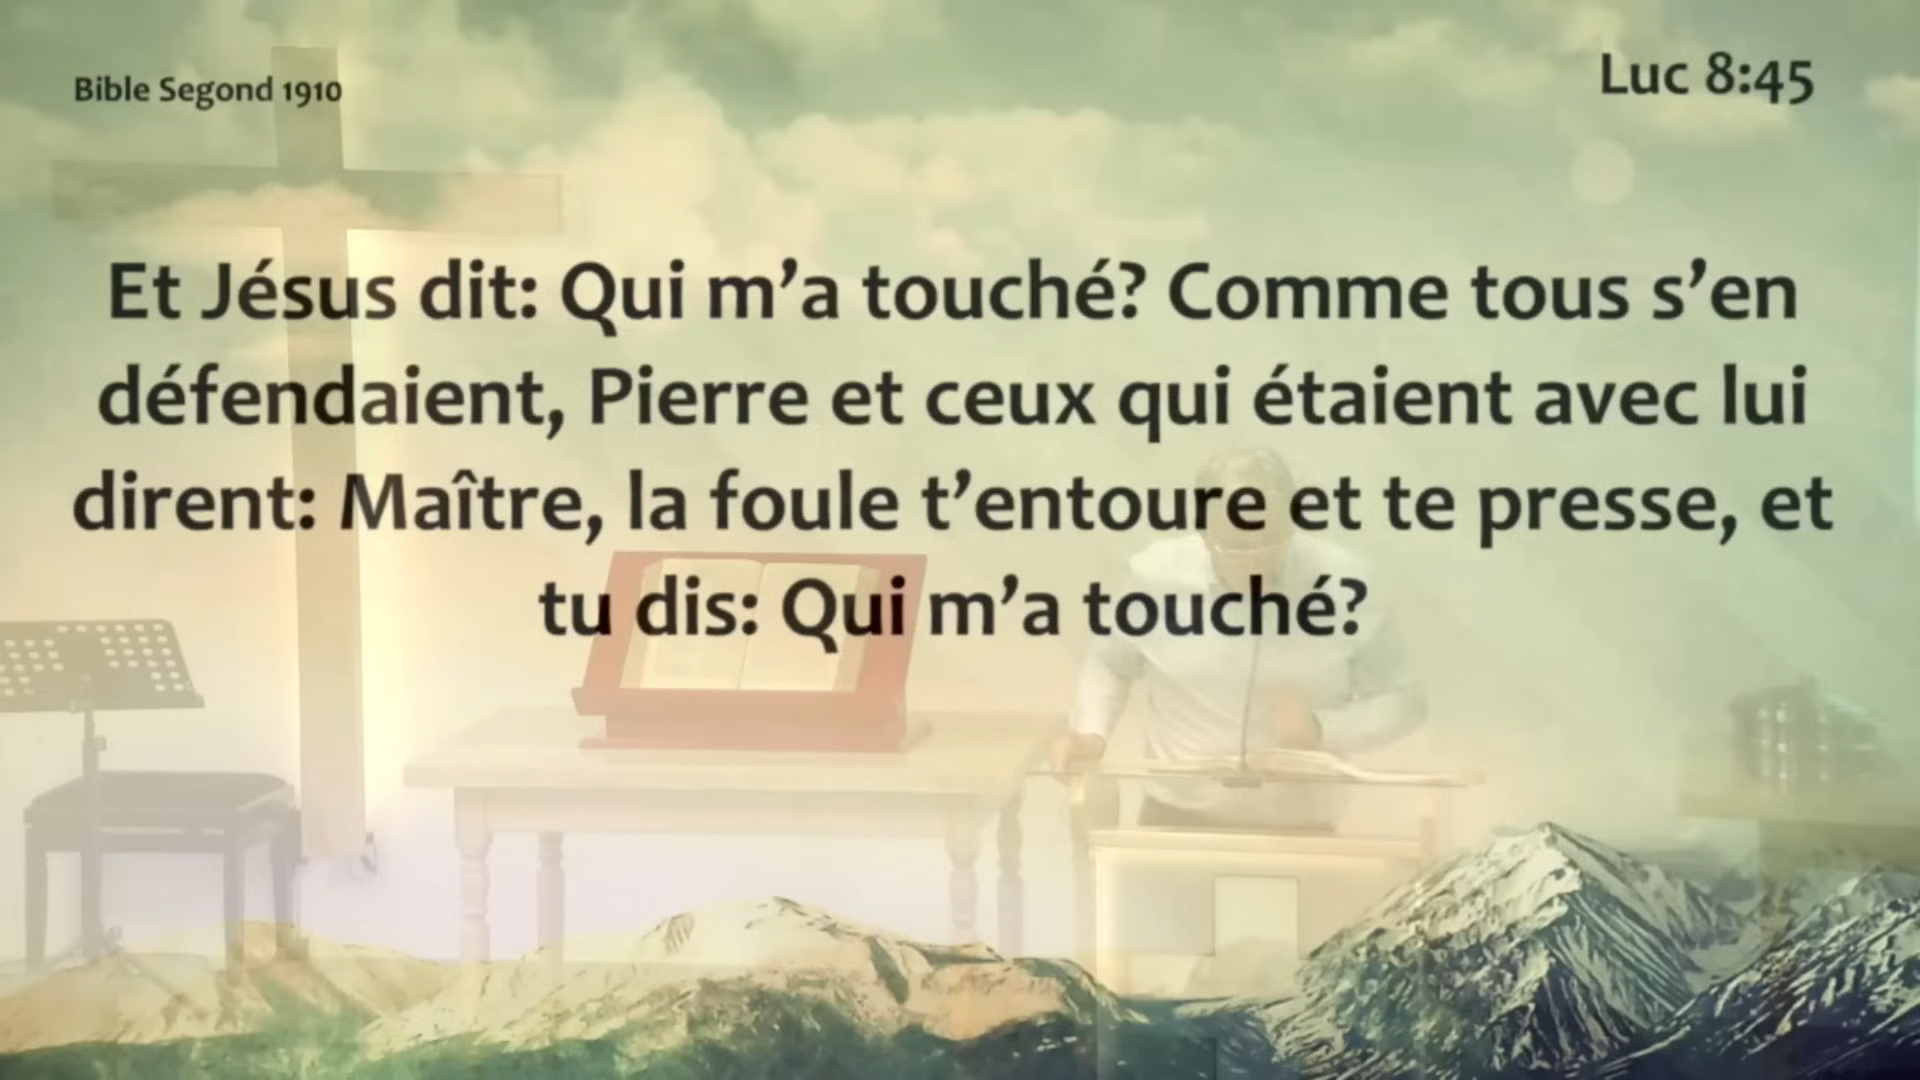 Bible Segond 1910
Luc 8:45
Et Jésus dit: Qui m’a touché? Comme tous s’en
défendaient, Pierre et ceux qui étaient avec lui
dirent: Maître, la foule t’entoure et te presse, et
tu dis: Qui m’a touché?